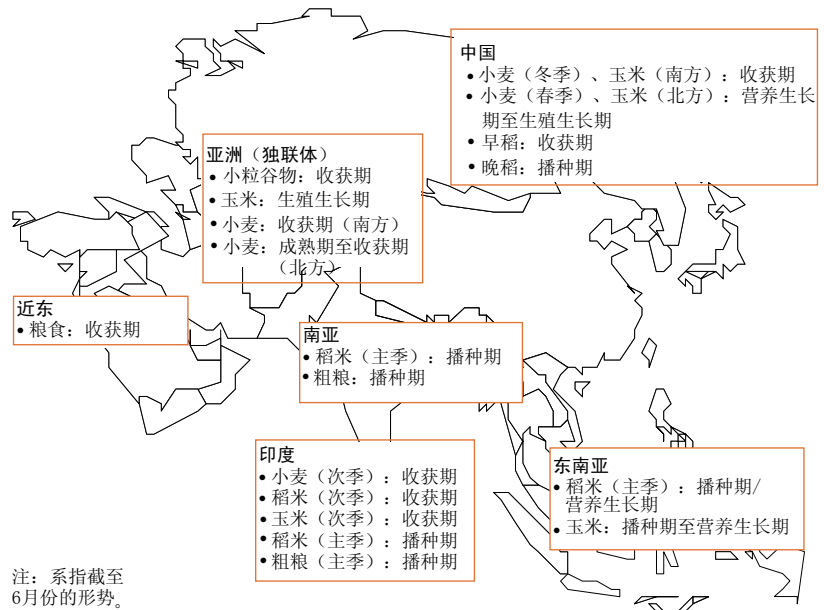 中国
•小麦（冬季）、玉米（南方）：收获期
•小麦（春季）、玉米（北方）：营养生长
期至生殖生长期
•早稻：收获期
•晚稻：播种期
亚洲（独联体）
•小粒谷物：收获期
•玉米：生殖生长期
•小麦：收获期（南方）
•小麦：成熟期至收获期
（北方）
近东
•粮食：收获期
南亚
•稻米（主季）：播种期
•粗粮：播种期
印度
•小麦（次季）：收获期
•稻米（次季）：收获期
•玉米（次季）：收获期
•稻米（主季）：播种期
•粗粮（主季）：播种期
东南亚
•稻米（主季）：播种期/
营养生长期
•玉米：播种期至营养生长期
注：系指截至
6月份的形势。